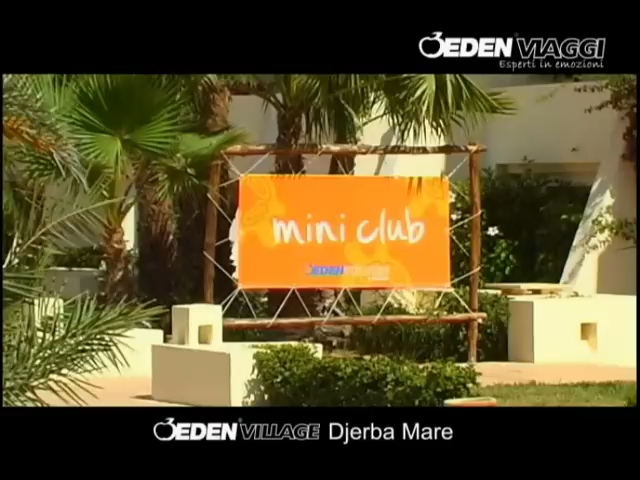 EDEN VIAGGI
Esperti in emozioni
mini club
EDEN VILLAGE Djerba Mare